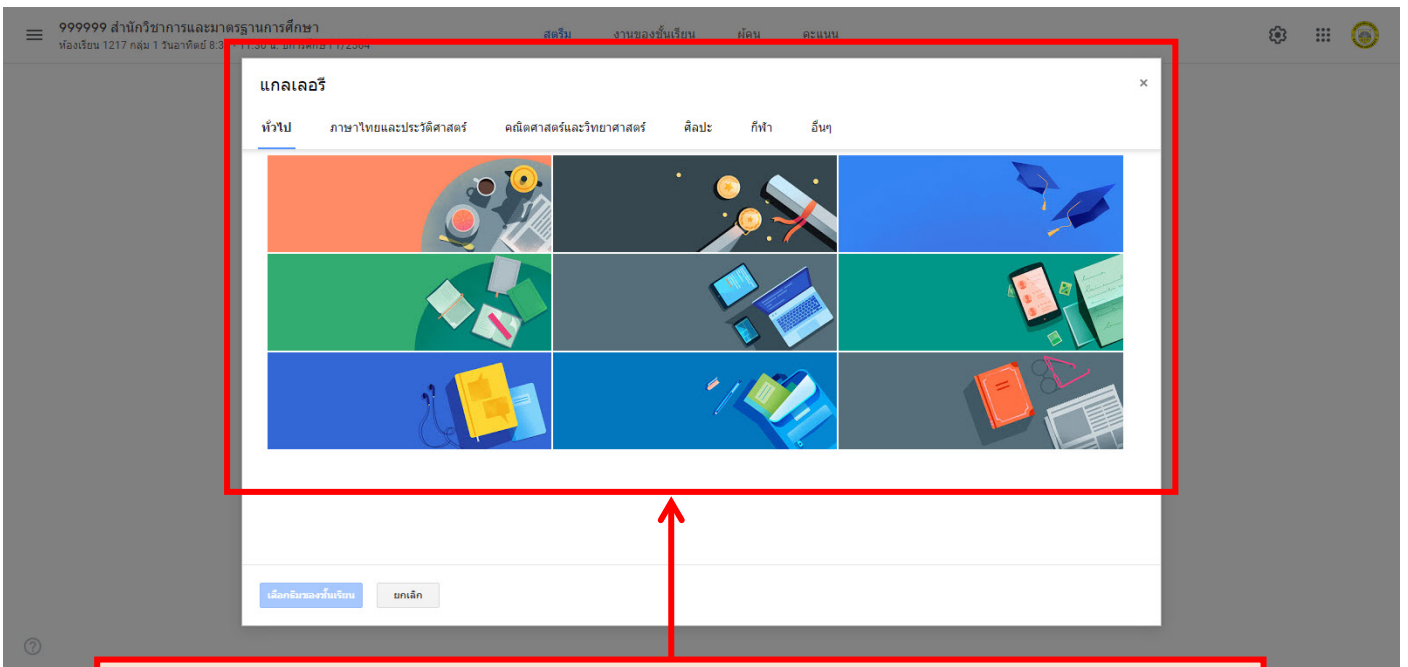 999999 สำนักวิชาการและมาตรฐานการศึกษา
ห้องเรียน 1217 กลุ่ม 1 วันอาทิตย์ 8:3
สตรีม งานของชั้นเรียน ผู้คน คะแนน
แกลเลอรี
ทั่วไป ภาษาไทยและประวัติศาสตร์ คณิตศาสตร์และวิทยาศาสตร์ ศิลปะ กีฬา อื่นๆ
เลือกธีมของชั้นเรียน ยกเลิก